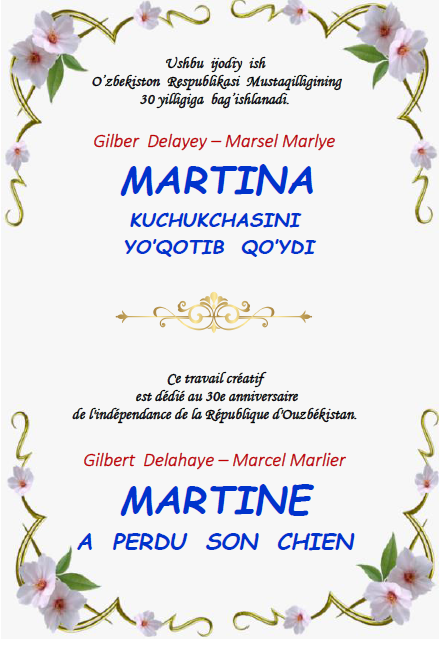 Ushbu ijodiy ish
O'zbekiston Respublikasi Mustaqilligining
30 yilligiga bag'ishlanadi.
Gilber Delayey – Marsel Marlye
MARTINA
KUCHUKCHASINI
YO'QOTIB QO'YDI
Ce travail créatif
est dédié au 30e anniversaire
de l'indépendance de la République d'Ouzbékistan.
Gilbert Delahaye – Marcel Marlier
MARTINE
A PERDU SON CHIEN